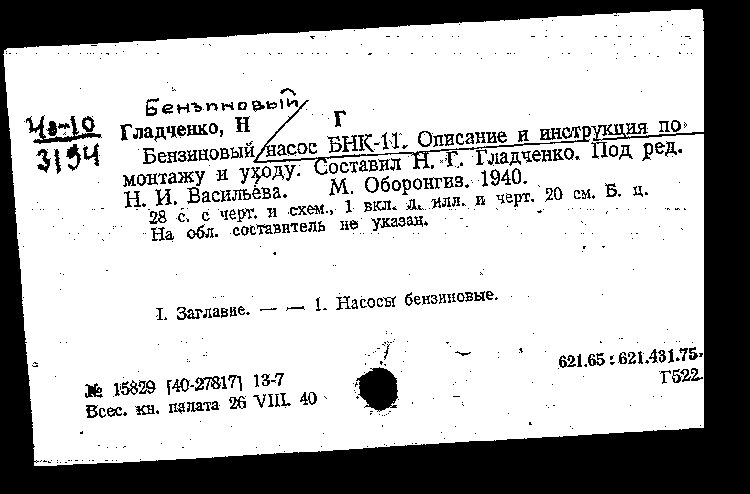 Бензиновый
Чз-10
3194
Гладченко, Н Г
Бензиновый насос БНК-11. Описание и инструкция по
монтажу и уходу. Составил Н. Г. Гладченко. Под ред.
Н. И. Васильева. М. Оборонгиз. 1940.
28 с. с черт. и схем., 1 вкл. л. илл. и черт. 20 см. Б. ц.
На обл. составитель не указан.
I. Заглавие. — — 1. Насосы бензиновые.
621.65 : 621.431.75
Г522
№ 15829 [40-27817] 13-7
Всес. кн. палата 26 VIII. 40